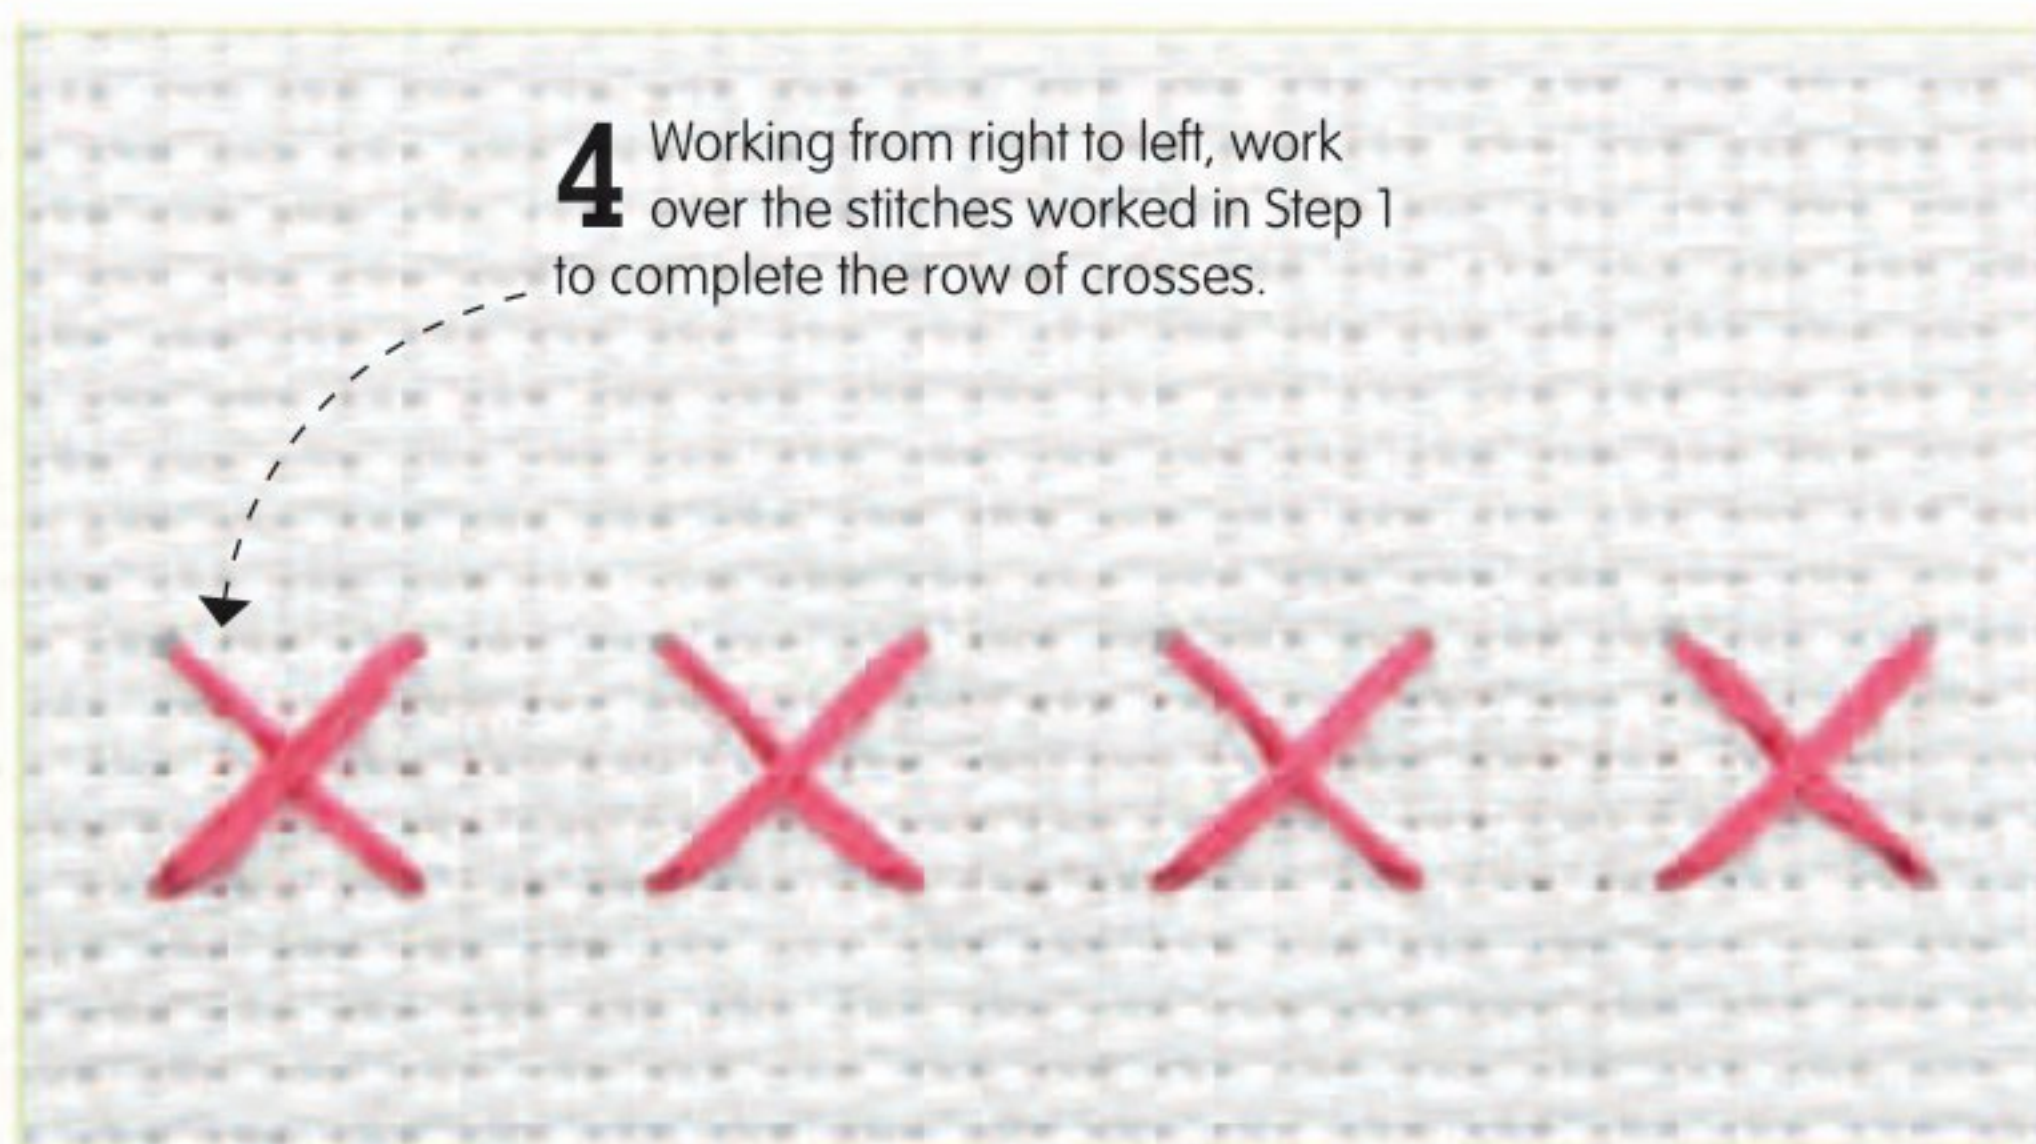 4 Working from right to left, work
over the stitches worked in Step 1
to complete the row of crosses.